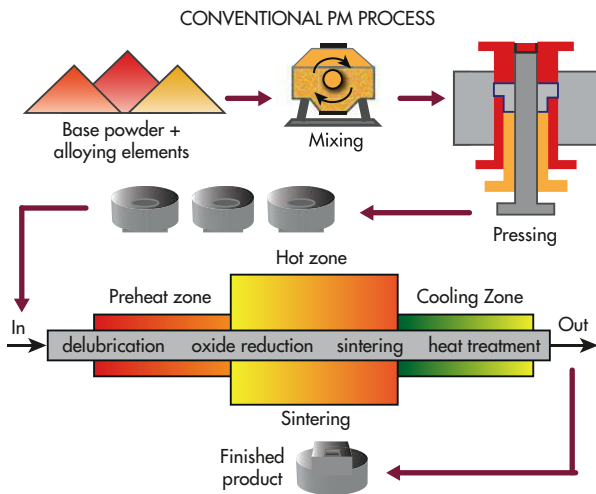 CONVENTIONAL PM PROCESS
Base powder +
alloying elements
Mixing
Pressing
Hot zone
Preheat zone
Cooling Zone
In
Out
delubrication
oxide reduction
sintering
heat treatment
Sintering
Finished
product